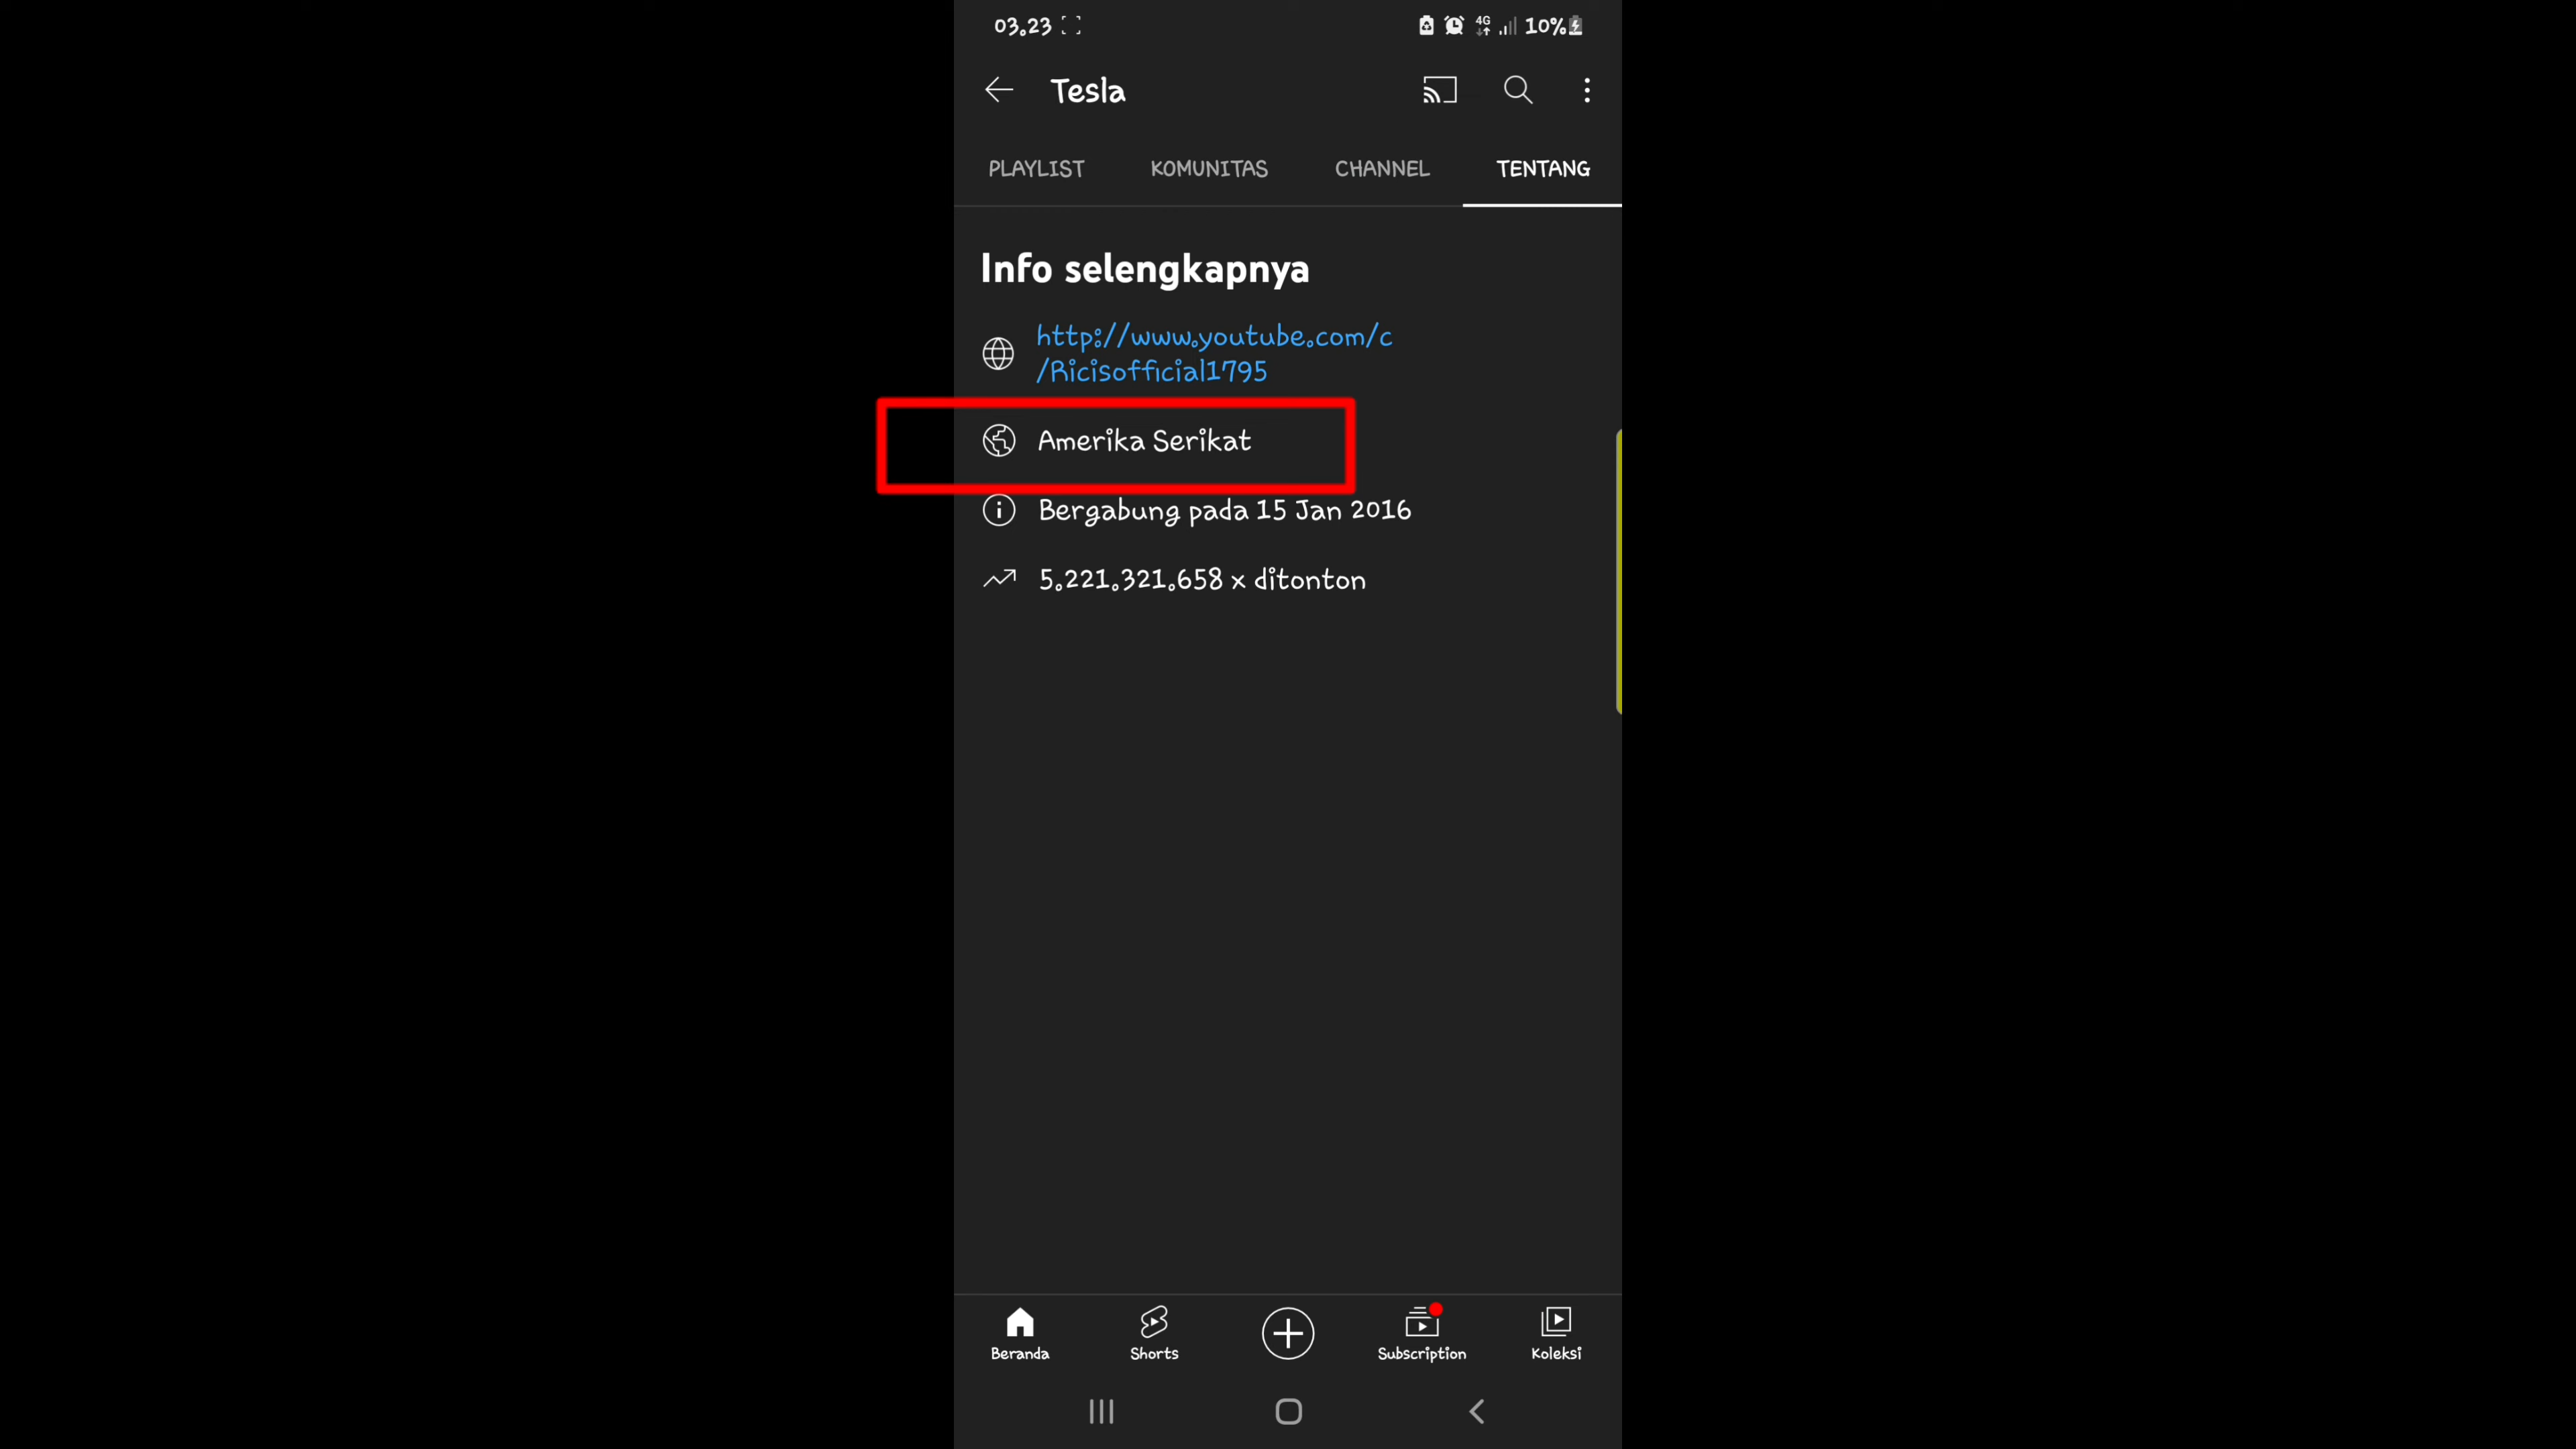 03.23
4G
10%
Tesla
PLAYLIST KOMUNITAS CHANNEL TENTANG
Info selengkapnya
http://www.youtube.com/c
/Ricisofficial1795
Amerika Serikat
Bergabung pada 15 Jan 2016
5.221.321.658 x ditonton
Beranda Shorts Subscription Koleksi